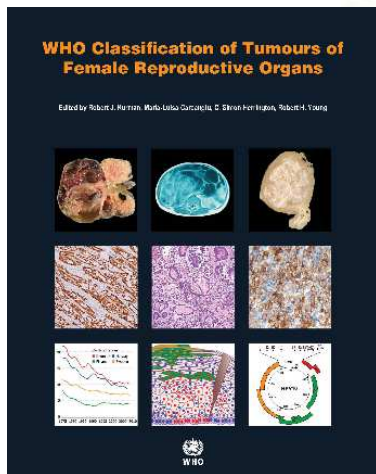 WHO Classification of Tumours of
Female Reproductive Organs
Edited by Robert J. Kurman, Maria-Luisa Carcangiu, C. Simon Herrington, Robert H. Young
HPV16
WHO